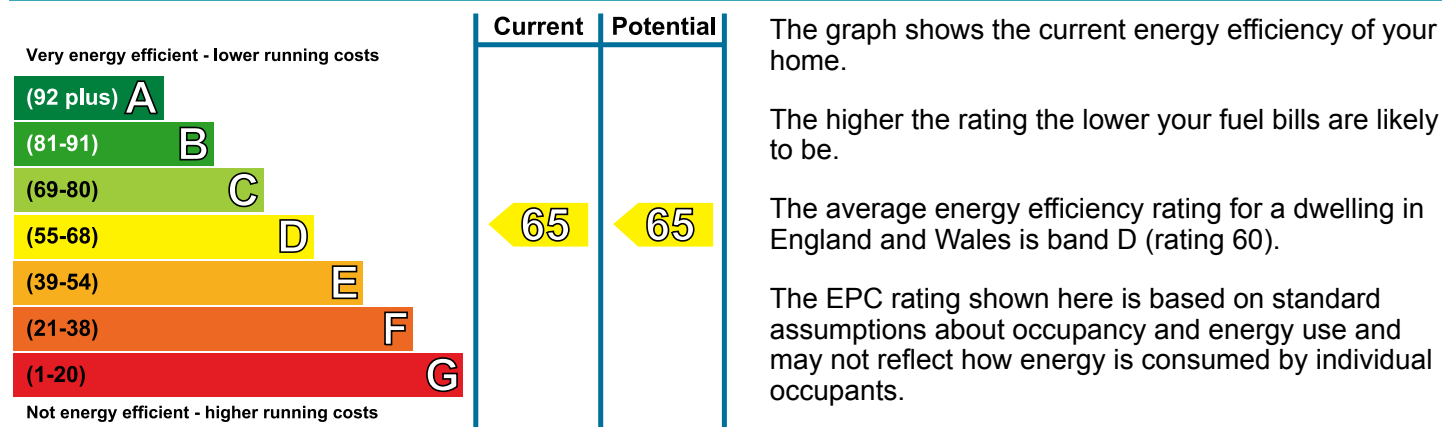 Current Potential
Very energy efficient - lower running costs
(92 plus) A
(81-91) B
(69-80) C
(55-68) D
65 65
(39-54) E
(21-38) F
(1-20) G
Not energy efficient - higher running costs
The graph shows the current energy efficiency of your
home.
The higher the rating the lower your fuel bills are likely
to be.
The average energy efficiency rating for a dwelling in
England and Wales is band D (rating 60).
The EPC rating shown here is based on standard
assumptions about occupancy and energy use and
may not reflect how energy is consumed by individual
occupants.